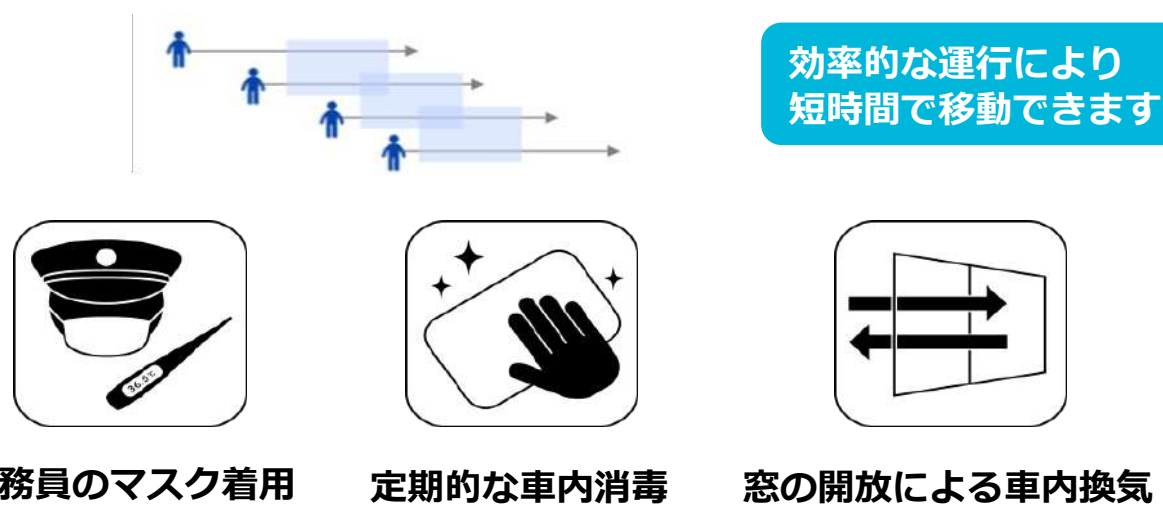 効率的な運行により
短時間で移動できます
36.5℃
務員のマスク着用
定期的な車内消毒
窓の開放による車内換気